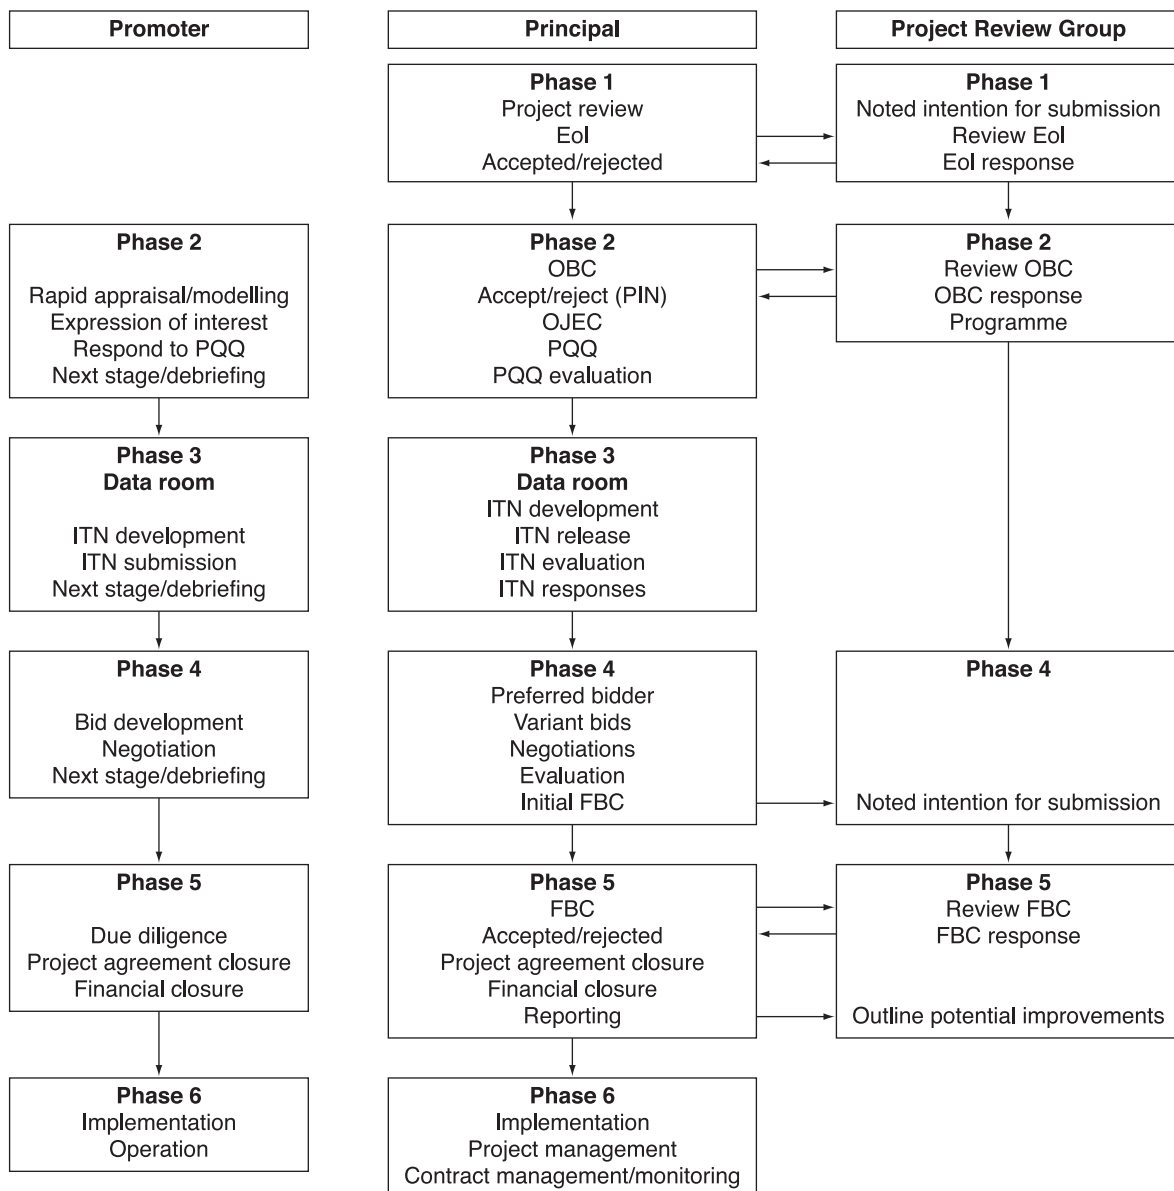 Promoter
Principal
Project Review Group
Phase 1
Project review
EoI
Accepted/rejected
Phase 1
Noted intention for submission
Review EoI
EoI response
Phase 2
Rapid appraisal/modelling
Expression of interest
Respond to PQQ
Next stage/debriefing
Phase 2
OBC
Accept/reject (PIN)
OJEC
PQQ
PQQ evaluation
Phase 2
Review OBC
OBC response
Programme
Phase 3
Data room
ITN development
ITN submission
Next stage/debriefing
Phase 3
Data room
ITN development
ITN release
ITN evaluation
ITN responses
Phase 4
Bid development
Negotiation
Next stage/debriefing
Phase 4
Preferred bidder
Variant bids
Negotiations
Evaluation
Initial FBC
Phase 4
Noted intention for submission
Phase 5
Due diligence
Project agreement closure
Financial closure
Phase 5
FBC
Accepted/rejected
Project agreement closure
Financial closure
Reporting
Phase 5
Review FBC
FBC response
Outline potential improvements
Phase 6
Implementation
Operation
Phase 6
Implementation
Project management
Contract management/monitoring